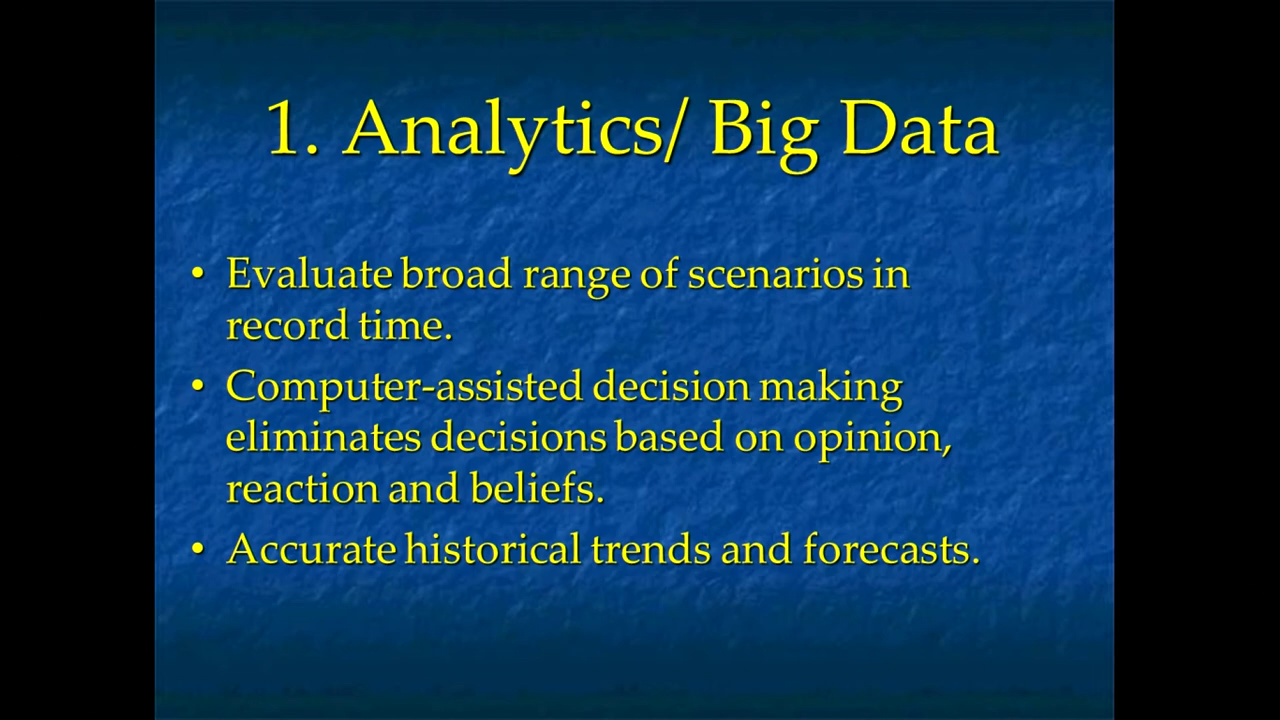 1. Analytics/ Big Data
• Evaluate broad range of scenarios in
record time.
• Computer-assisted decision making
eliminates decisions based on opinion,
reaction and beliefs.
• Accurate historical trends and forecasts.